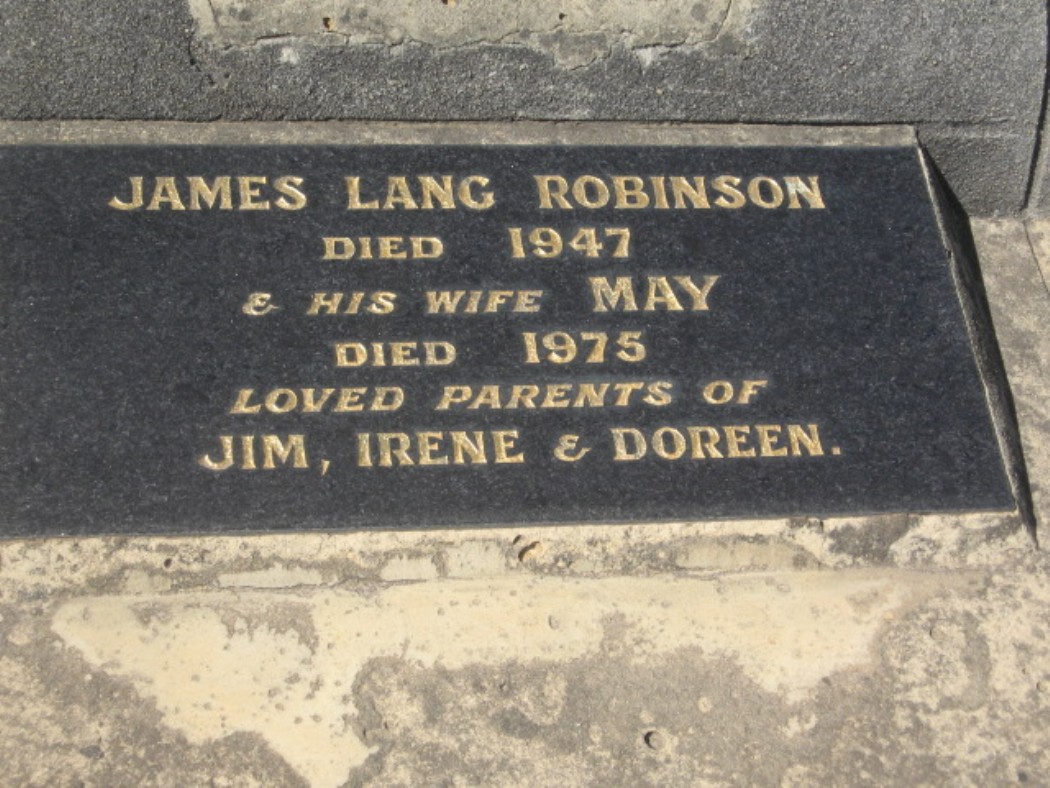 JAMES LANG ROBINSON
DIED 1947
& HIS WIFE MAY
DIED 1975
LOVED PARENTS OF
JIM, IRENE & DOREEN.